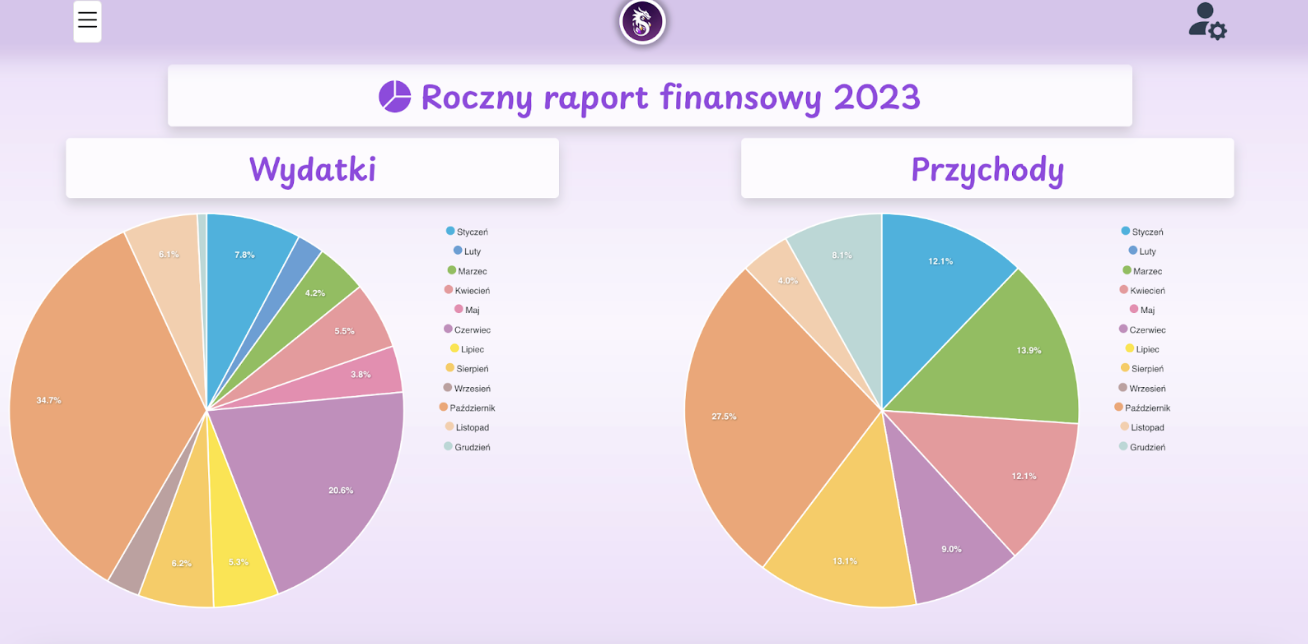 Roczny raport finansowy 2023
Wydatki
7.8%
4.2%
5.5%
3.8%
20.6%
5.3%
6.2%
34.7%
6.1%
Styczeń
Luty
Marzec
Kwiecień
Maj
Czerwiec
Lipiec
Sierpień
Wrzesień
Październik
Listopad
Grudzień
Przychody
12.1%
13.9%
12.1%
9.0%
13.1%
27.5%
4.0%
8.1%
Styczeń
Luty
Marzec
Kwiecień
Maj
Czerwiec
Lipiec
Sierpień
Wrzesień
Październik
Listopad
Grudzień